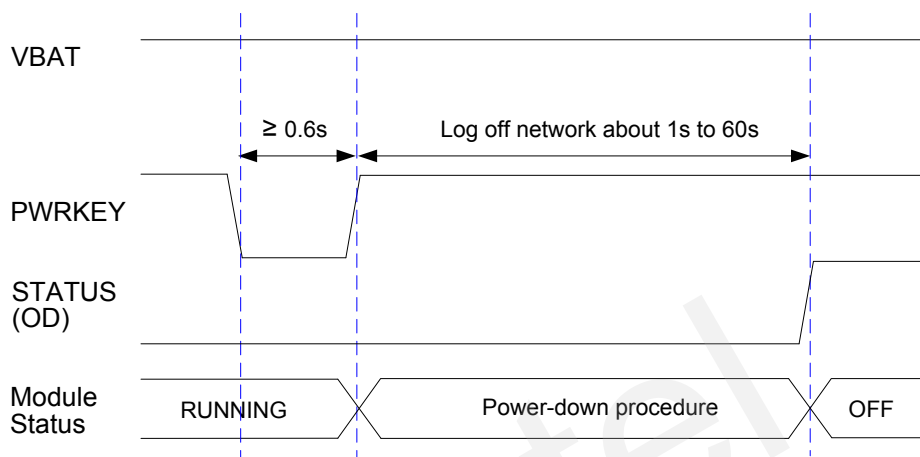 VBAT
≥ 0.6s
Log off network about 1s to 60s
PWRKEY
STATUS
(OD)
Module
Status
RUNNING
Power-down procedure
OFF